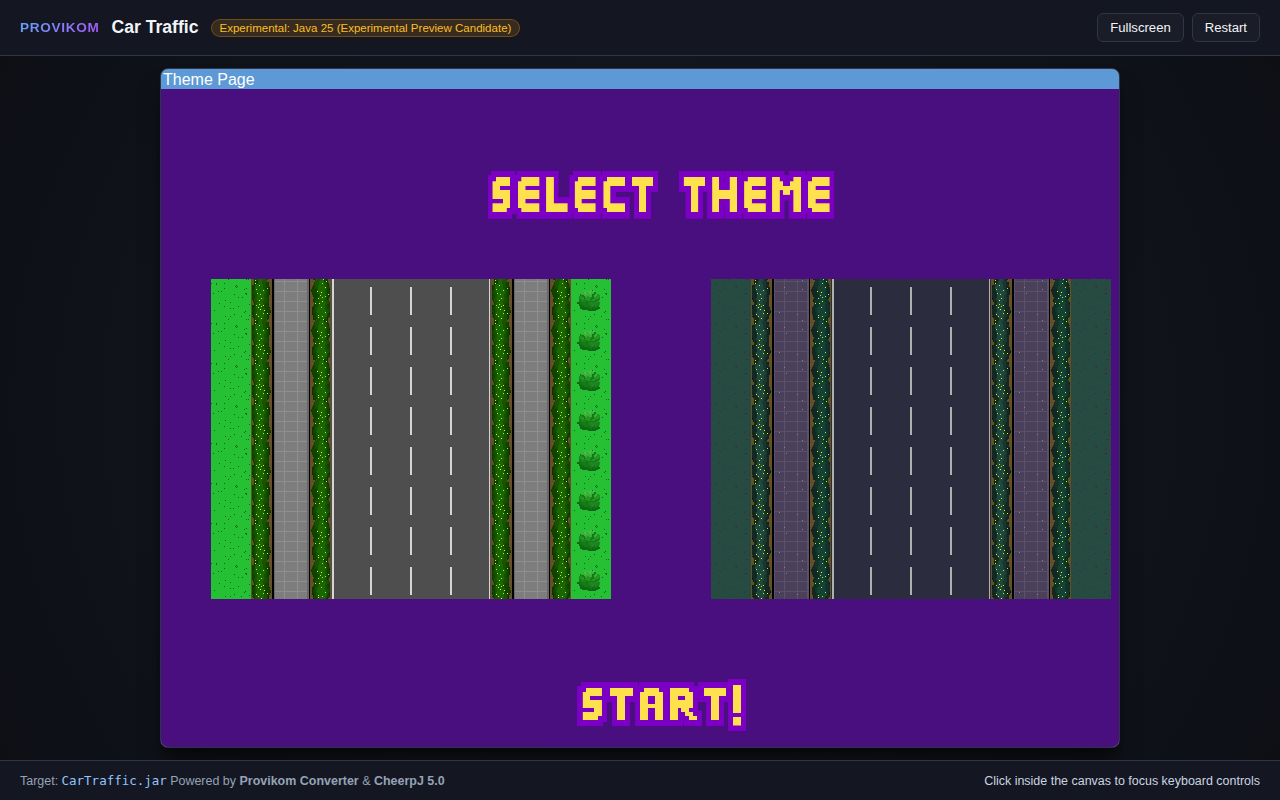 PROVIKOM Car Traffic Experimental: Java 25 (Experimental Preview Candidate) Fullscreen Restart
Theme Page
SELECT THEME
START!
Target: CarTraffic.jar Powered by Provikom Converter & CheerpJ 5.0 Click inside the canvas to focus keyboard controls